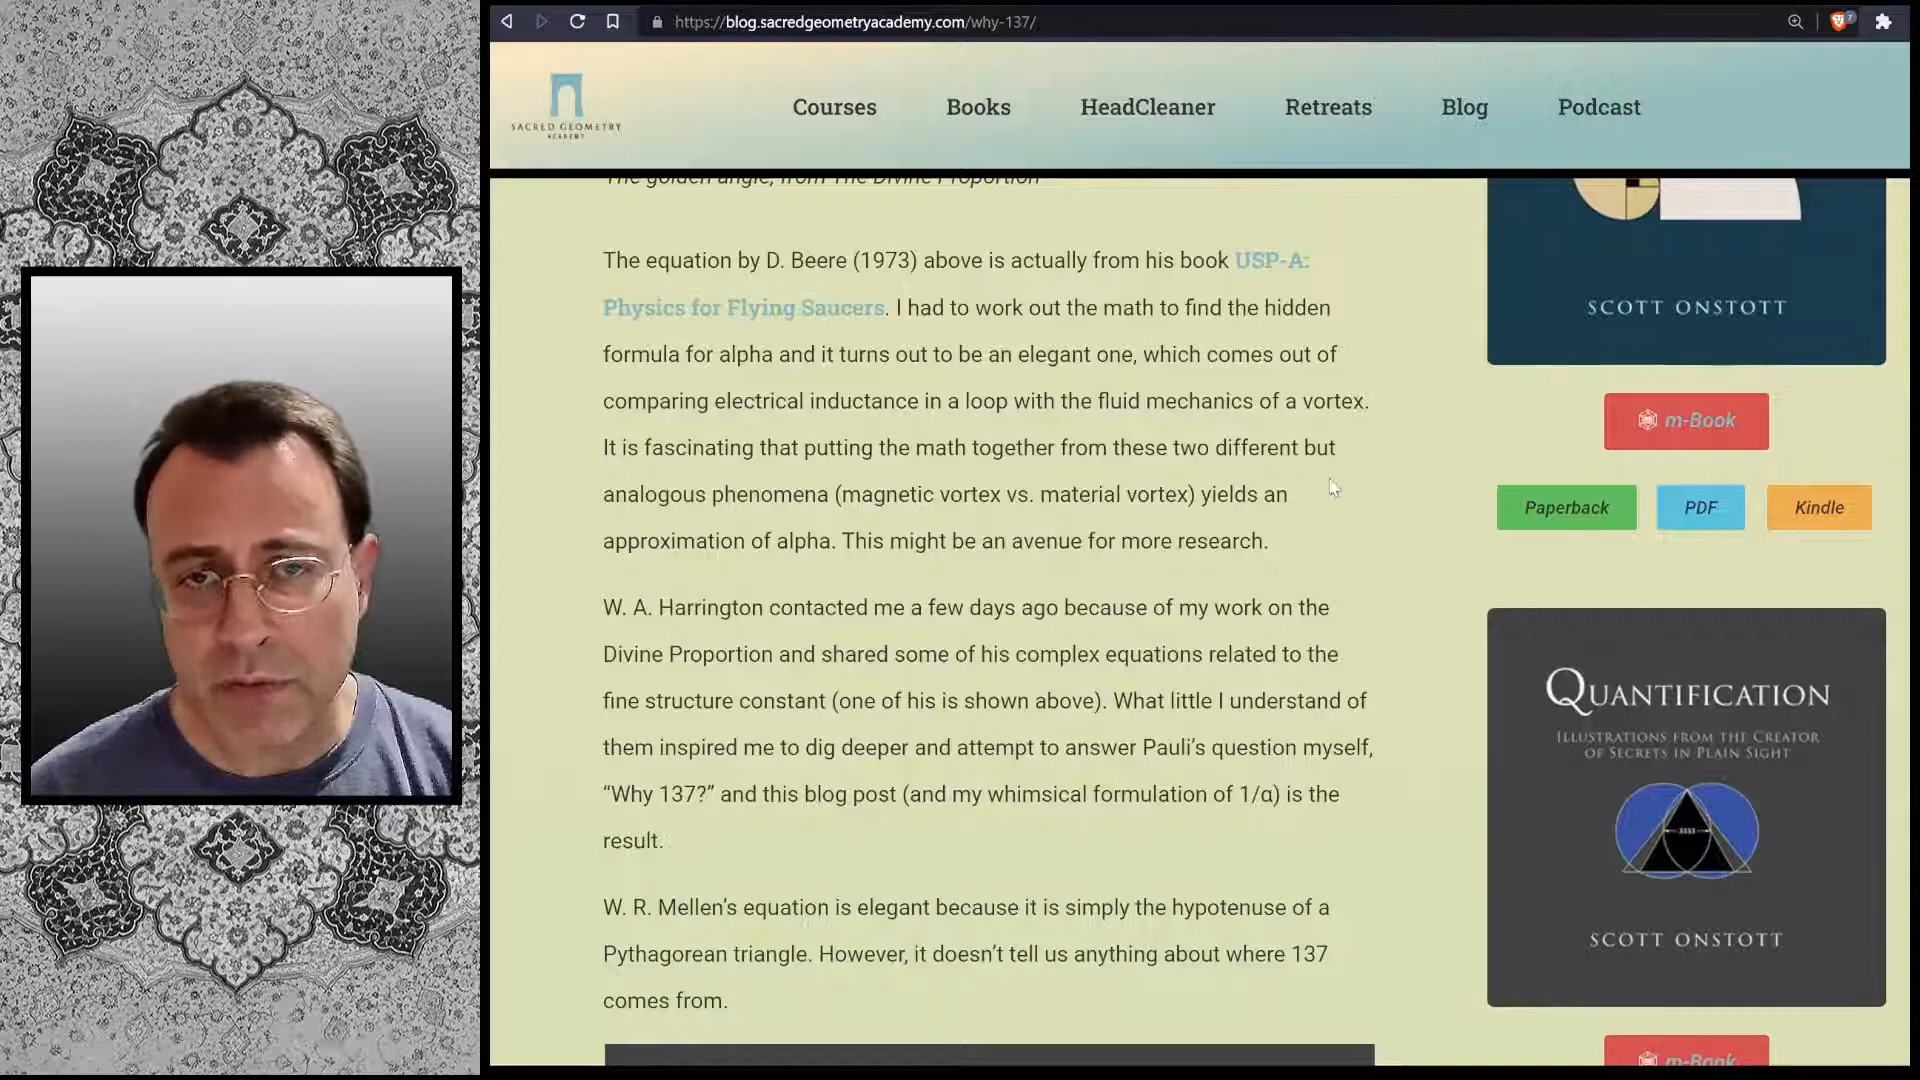 https://blog.sacredgeometryacademy.com/why-137/
7
SACRED GEOMETRY
ACADEMY
Courses
Books
HeadCleaner
Retreats
Blog
Podcast
The golden angle, from The Divine Proportion
The equation by D. Beere (1973) above is actually from his book USP-A:
Physics for Flying Saucers. I had to work out the math to find the hidden
formula for alpha and it turns out to be an elegant one, which comes out of
comparing electrical inductance in a loop with the fluid mechanics of a vortex.
It is fascinating that putting the math together from these two different but
analogous phenomena (magnetic vortex vs. material vortex) yields an
approximation of alpha. This might be an avenue for more research.
W. A. Harrington contacted me a few days ago because of my work on the
Divine Proportion and shared some of his complex equations related to the
fine structure constant (one of his is shown above). What little I understand of
them inspired me to dig deeper and attempt to answer Pauli’s question myself,
“Why 137?” and this blog post (and my whimsical formulation of 1/α) is the
result.
W. R. Mellen’s equation is elegant because it is simply the hypotenuse of a
Pythagorean triangle. However, it doesn’t tell us anything about where 137
comes from.
SCOTT ONSTOTT
m-Book
Paperback
PDF
Kindle
QUANTIFICATION
ILLUSTRATIONS FROM THE CREATOR
OF SECRETS IN PLAIN SIGHT
SCOTT ONSTOTT
m-Book